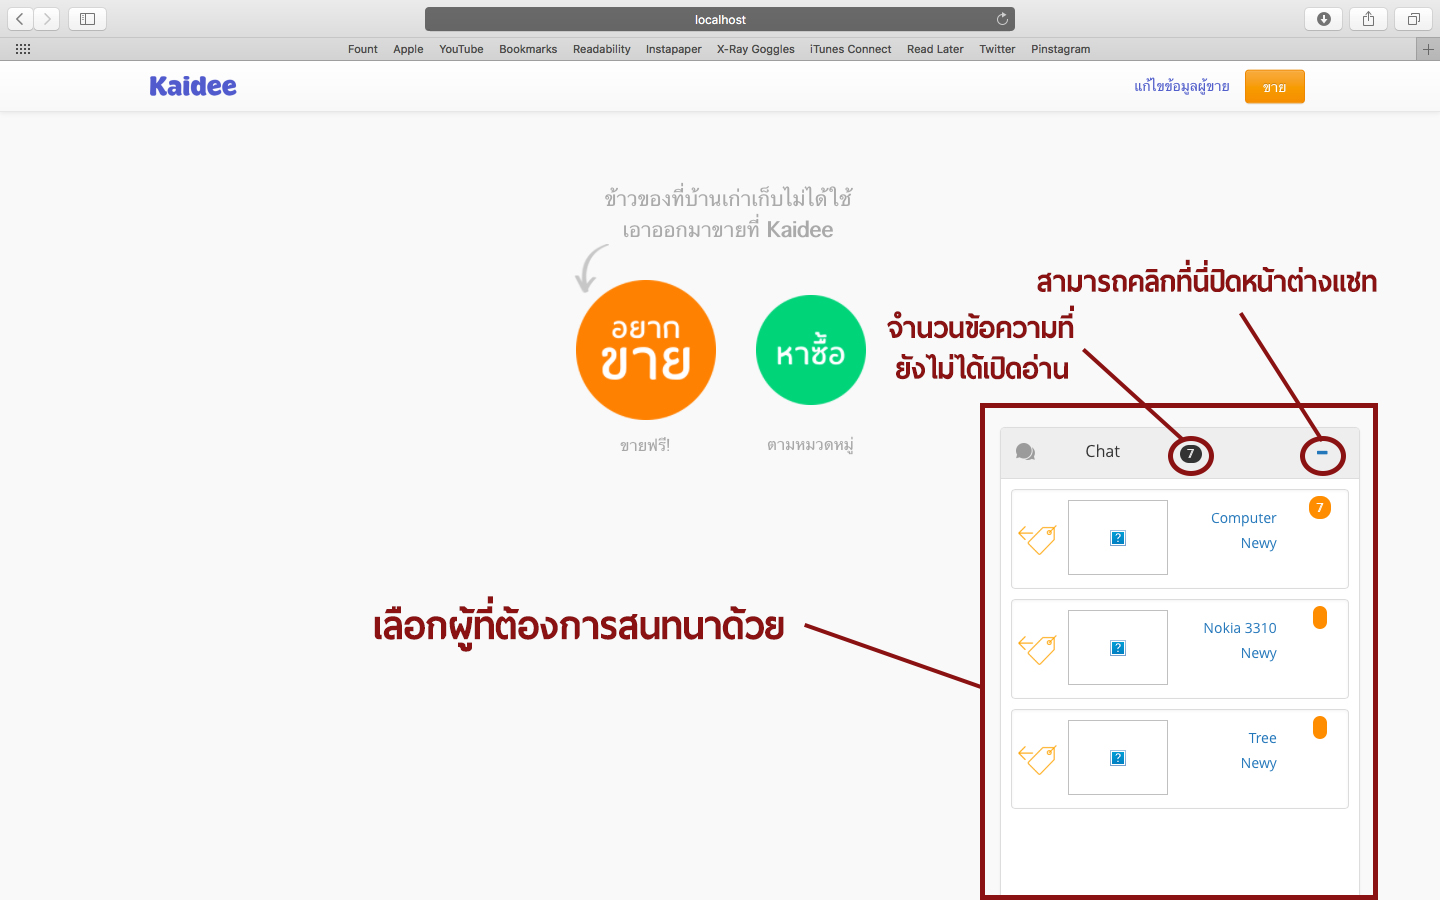 localhost
Fount Apple YouTube Bookmarks Readability Instapaper X-Ray Goggles iTunes Connect Read Later Twitter Pinstagram
Kaidee
แก้ไขข้อมูลผู้ขาย
ขาย
ข้าวของที่บ้านเก่าเก็บไม่ได้ใช้
เอาออกมาขายที่ Kaidee
อยาก
ขาย
หาซื้อ
ขายฟรี!
ตามหมวดหมู่
สามารถคลิกที่นี่ปิดหน้าต่างแชท
จำนวนข้อความที่
ยังไม่ได้เปิดอ่าน
เลือกผู้ที่ต้องการสนทนาด้วย
Chat 7
Computer 7
Newy
Nokia 3310
Newy
Tree
Newy